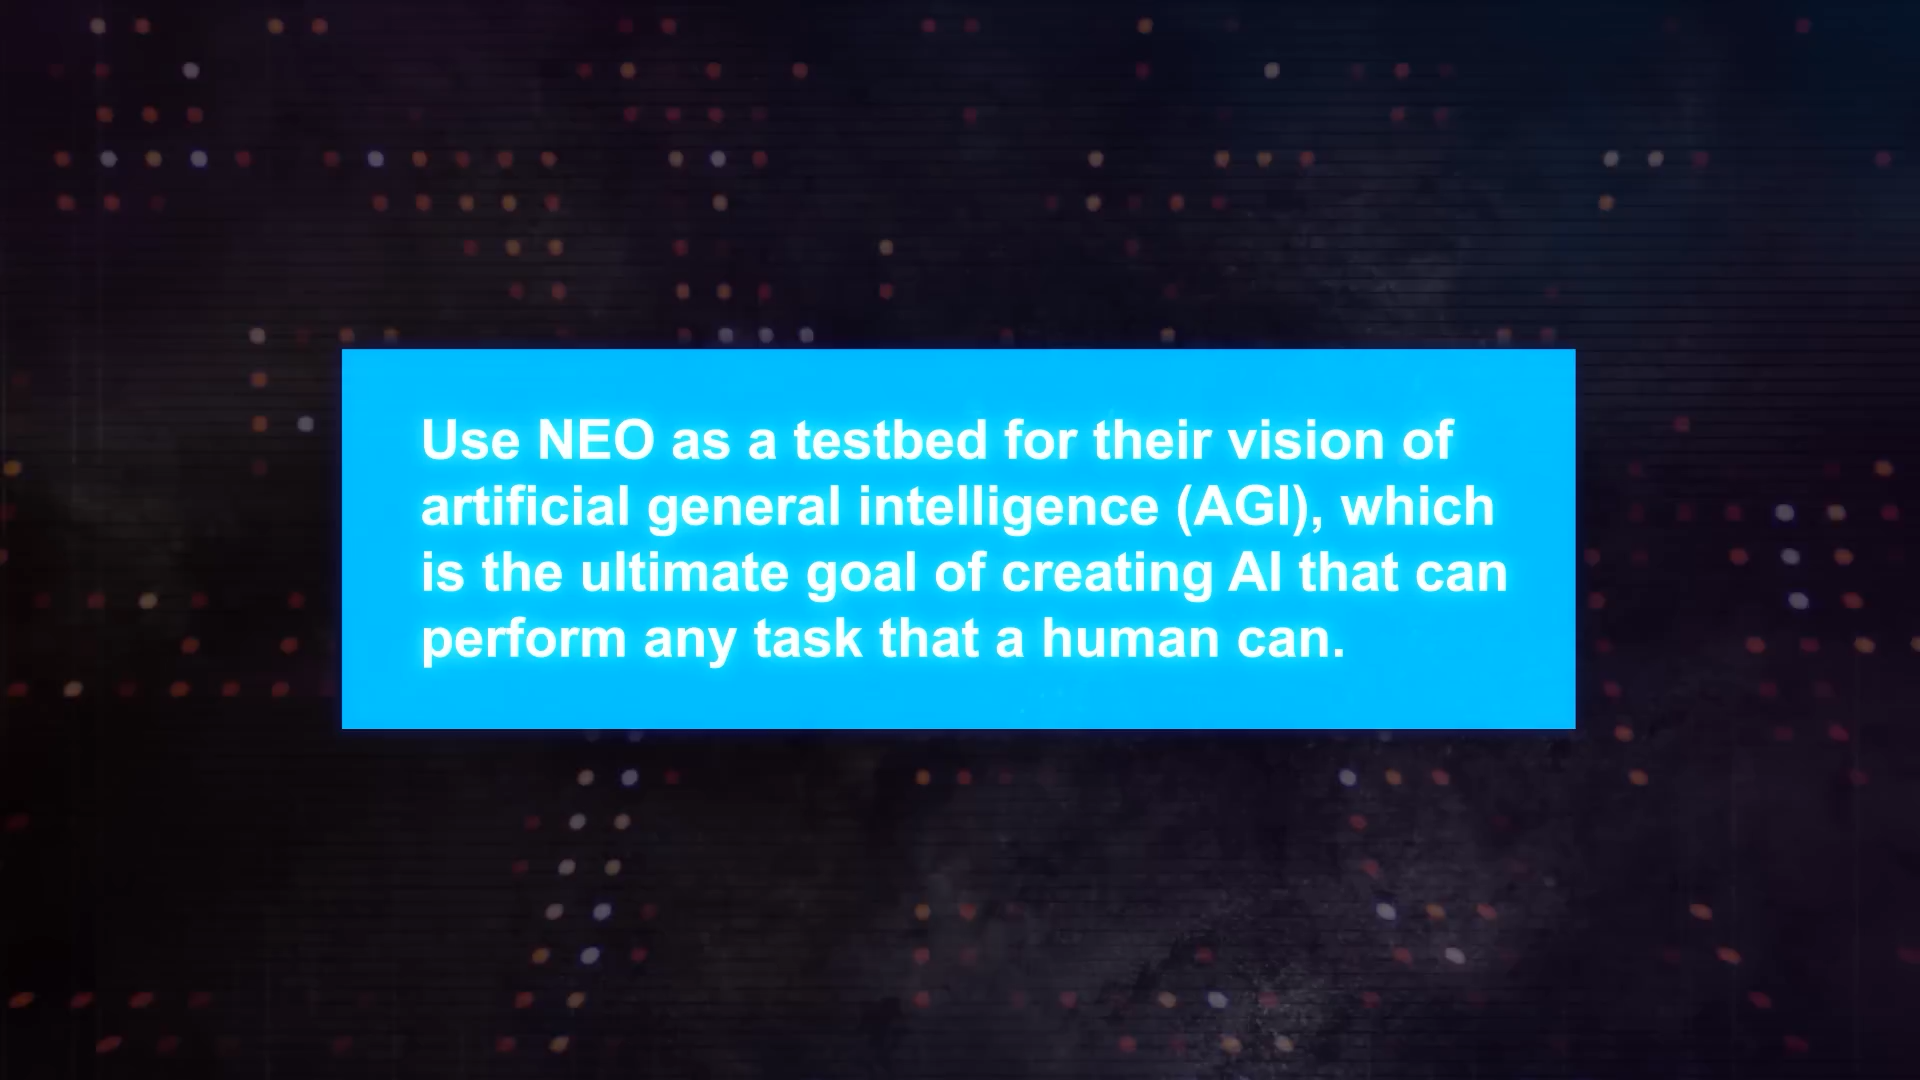 Use NEO as a testbed for their vision of
artificial general intelligence (AGI), which
is the ultimate goal of creating AI that can
perform any task that a human can.